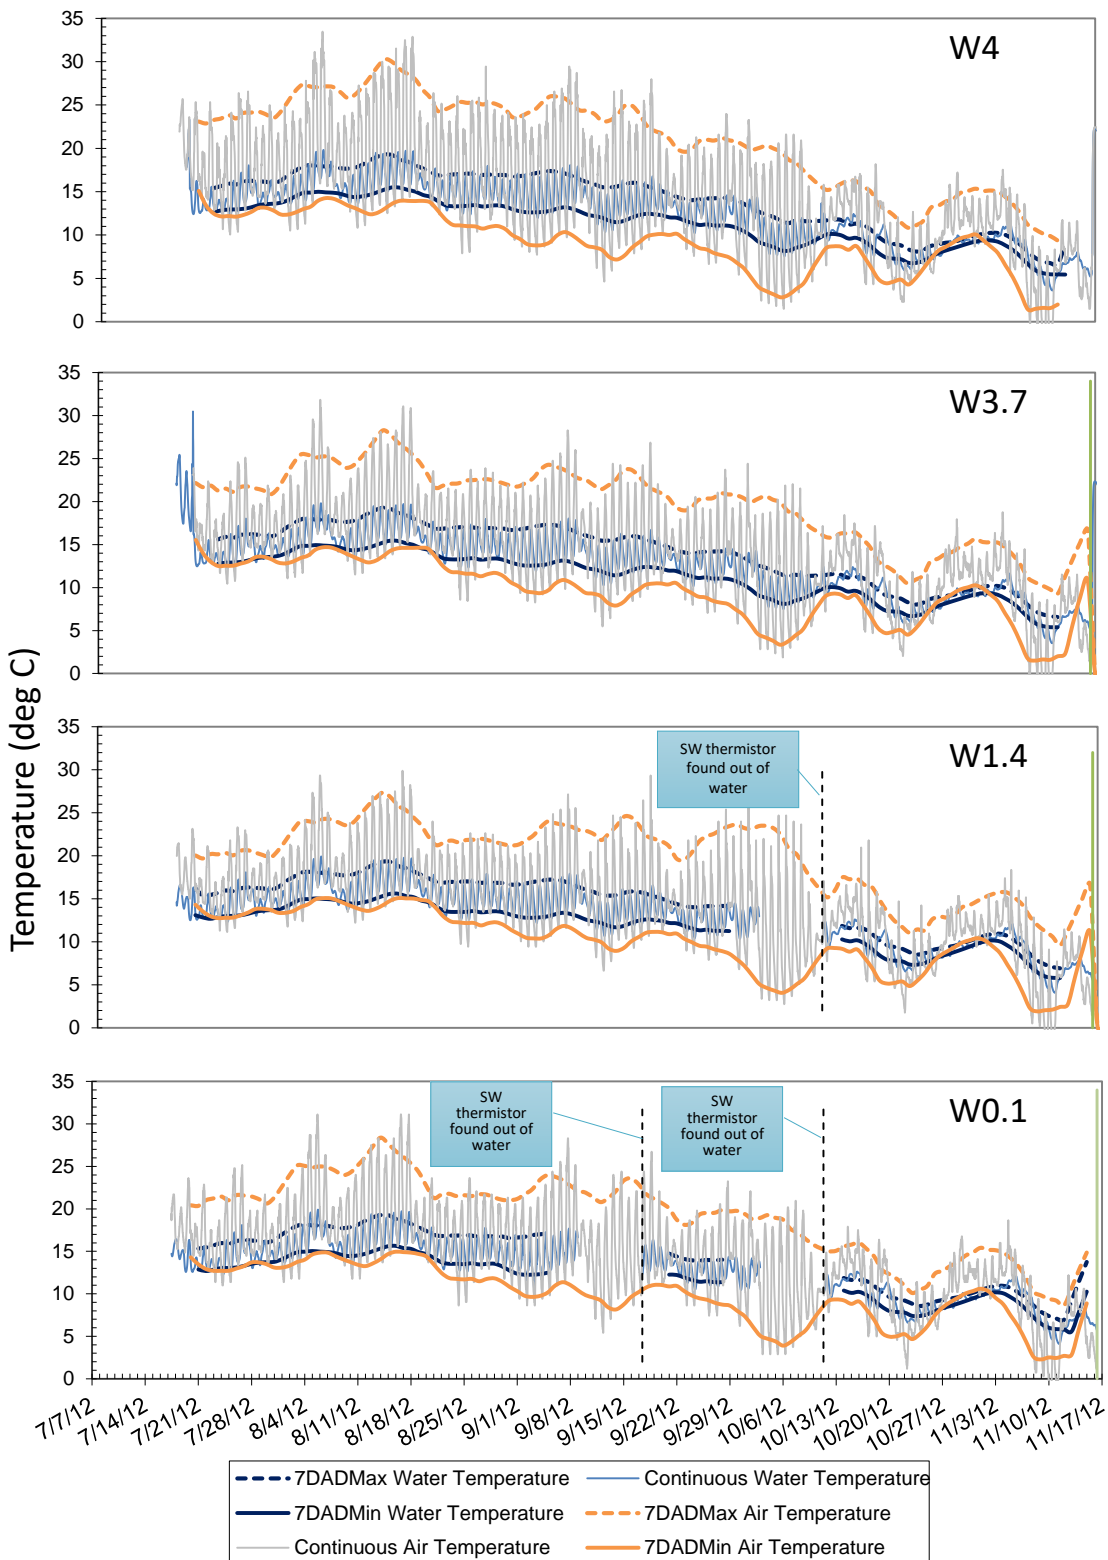 35
30
25
20
15
10
5
0
W4
35
30
25
20
15
10
5
0
W3.7
Temperature (deg C)
35
30
25
20
15
10
5
0
SW thermistor
found out of
water
W1.4
35
30
25
20
15
10
5
0
SW
thermistor
found out of
water
SW
thermistor
found out of
water
W0.1
7/7/12
7/14/12
7/21/12
7/28/12
8/4/12
8/11/12
8/18/12
8/25/12
9/1/12
9/8/12
9/15/12
9/22/12
9/29/12
10/6/12
10/13/12
10/20/12
10/27/12
11/3/12
11/10/12
11/17/12
7DADMax Water Temperature
Continuous Water Temperature
7DADMin Water Temperature
7DADMax Air Temperature
Continuous Air Temperature
7DADMin Air Temperature